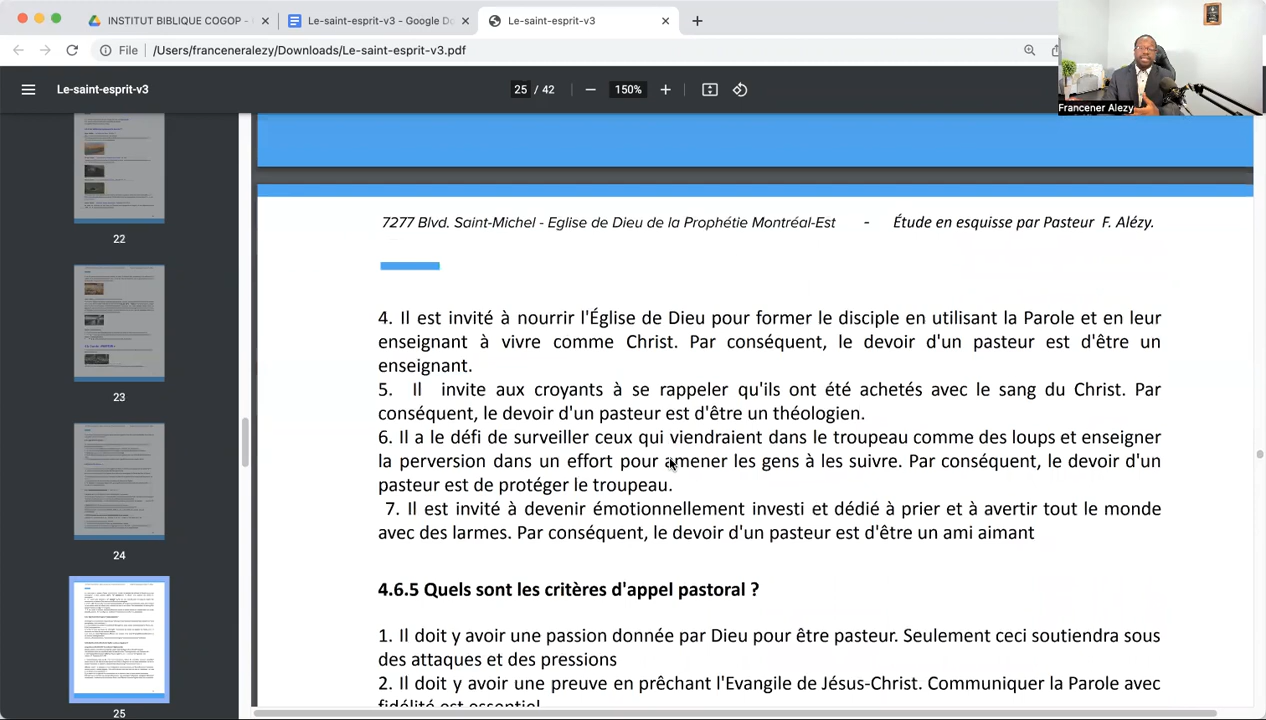 INSTITUT BIBLIQUE COGOP -
Le-saint-esprit-v3 - Google Do
Le-saint-esprit-v3
File /Users/franceneralezy/Downloads/Le-saint-esprit-v3.pdf
Le-saint-esprit-v3
25 / 42
150%
Francener Alezy
22
23
24
25
7277 Blvd. Saint-Michel - Eglise de Dieu de la Prophétie Montréal-Est - Étude en esquisse par Pasteur F. Alézy.
4. Il est invité à nourrir l'Église de Dieu pour former le disciple en utilisant la Parole et en leur
enseignant à vivre comme Christ. Par conséquent, le devoir d'un pasteur est d'être un
enseignant.
5. Il invite aux croyants à se rappeler qu'ils ont été achetés avec le sang du Christ. Par
conséquent, le devoir d'un pasteur est d'être un théologien.
6. Il a le défi de surveiller ceux qui viendraient dans le troupeau comme des loups et enseigner
la perversion dans un effort pour amener les gens à les suivre. Par conséquent, le devoir d'un
pasteur est de protéger le troupeau.
7. Il est invité à devenir émotionnellement investi et dédié à prier et à avertir tout le monde
avec des larmes. Par conséquent, le devoir d'un pasteur est d'être un ami aimant
4.6.5 Quels sont les critères d'appel pastoral ?
1. Il doit y avoir une passion donnée par Dieu pour être pasteur. Seulement ceci soutiendra sous
des attaques et des pressions
2. Il doit y avoir une preuve en prêchant l'Evangile de Jésus-Christ. Communiquer la Parole avec
fidélité est essentiel